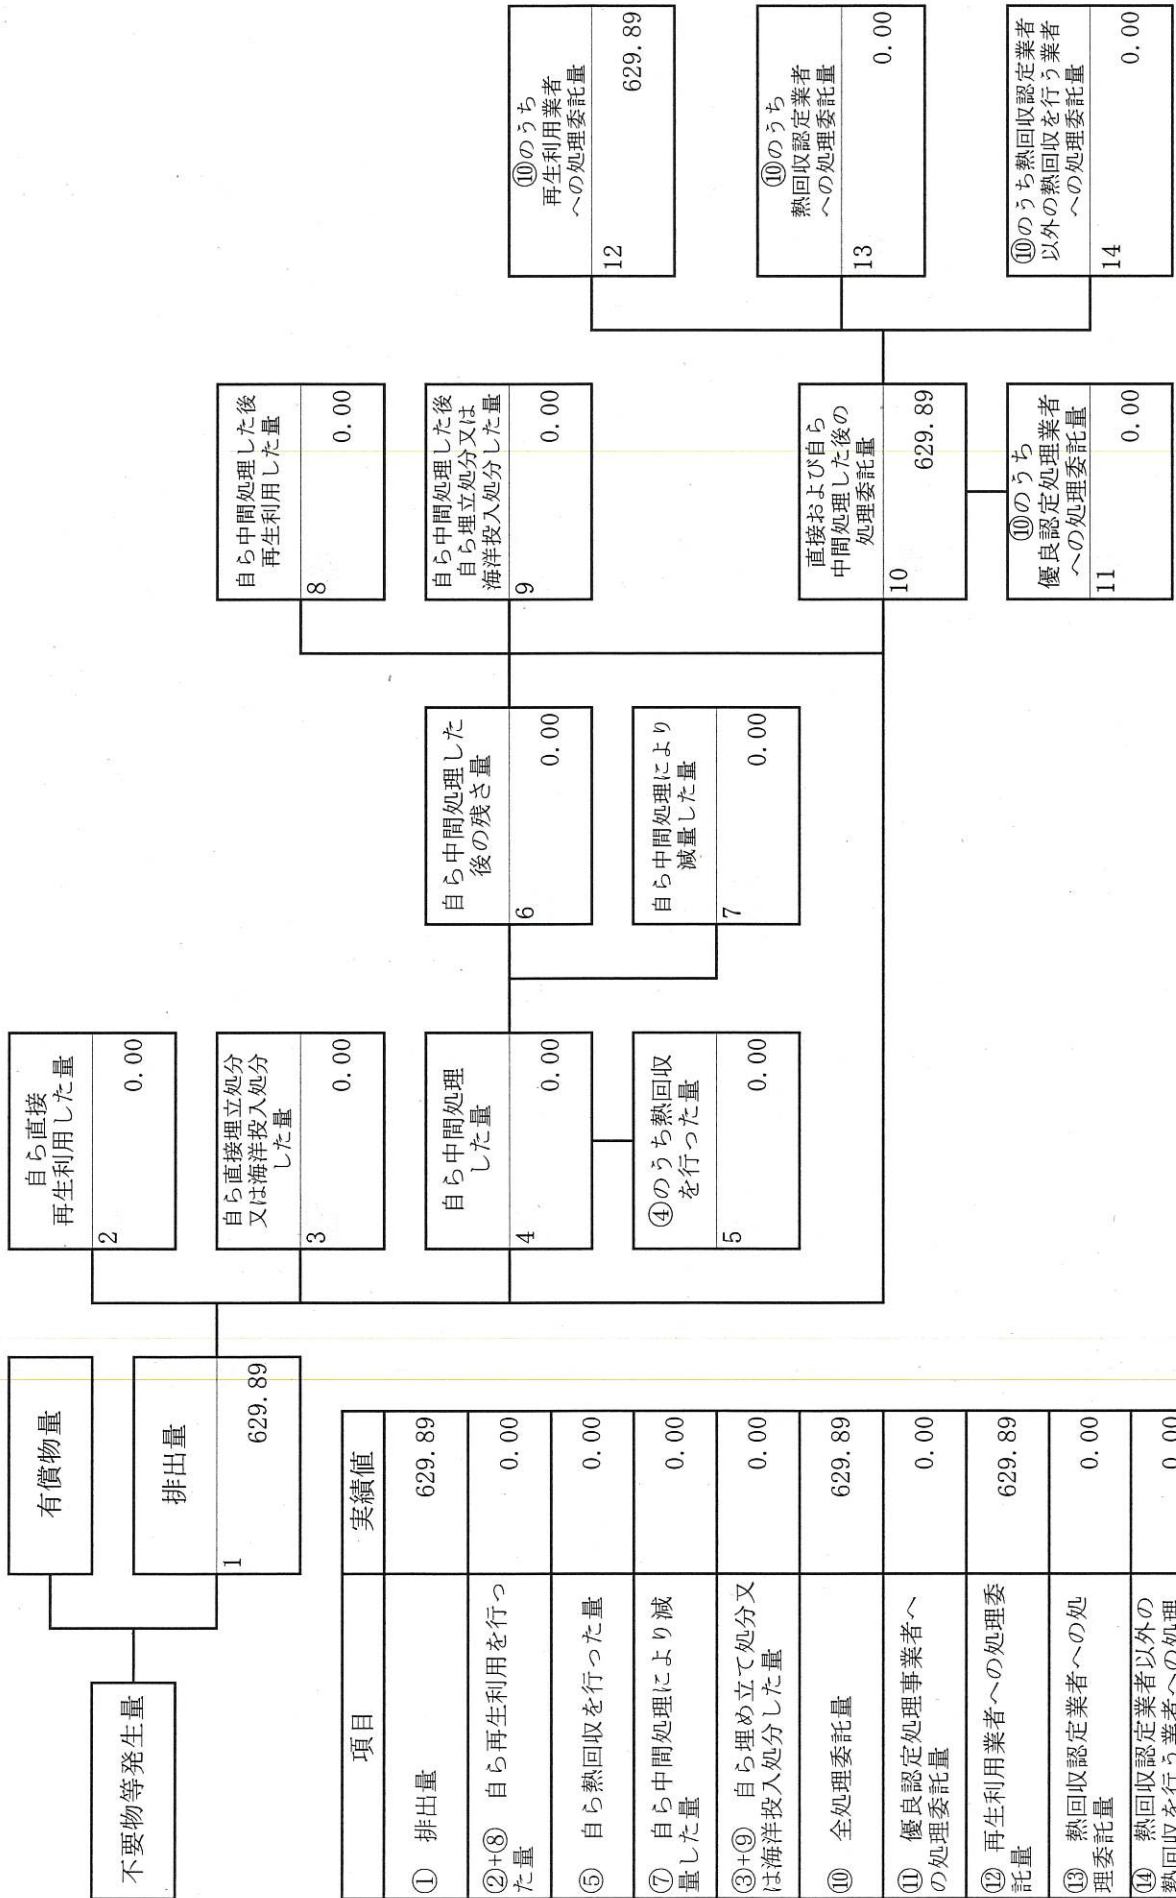 不要物等発生量
有償物量
排出量
1
629.89
自ら直接
再生利用した量
2
0.00
自ら直接埋立処分
又は海洋投入処分
した量
3
0.00
自ら中間処理
した量
4
0.00
④のうち熱回収
を行った量
5
0.00
自ら中間処理した
後の残さ量
6
0.00
自ら中間処理により
減量した量
7
0.00
自ら中間処理した後
再生利用した量
8
0.00
自ら中間処理した後
自ら埋立処分又は
海洋投入処分した量
9
0.00
直接および自ら
中間処理した後の
処理委託量
10
629.89
⑩のうち
優良認定処理業者
への処理委託量
11
0.00
⑩のうち
再生利用業者
への処理委託量
12
629.89
⑩のうち
熱回収認定業者
への処理委託量
13
0.00
⑩のうち熱回収認定業者
以外の熱回収を行う業者
への処理委託量
14
0.00
項目 実績値
① 排出量 629.89
②+⑧ 自ら再生利用を行っ
た量 0.00
⑤ 自ら熱回収を行った量 0.00
⑦ 自ら中間処理により減
量した量 0.00
③+⑨ 自ら埋め立て処分又
は海洋投入処分した量 0.00
⑩ 全処理委託量 629.89
⑪ 優良認定処理事業者へ
の処理委託量 0.00
⑫ 再生利用業者への処理委
託量 629.89
⑬ 熱回収認定業者への処
理委託量 0.00
⑭ 熱回収認定業者以外の
熱回収を行う業者への処理 0.00